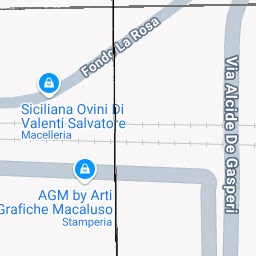 Fondo La Rosa
Siciliana Ovini Di
Valenti Salvatore
Macelleria
Via Alcide De Gasperi
AGM by Arti
Grafiche Macaluso
Stamperia